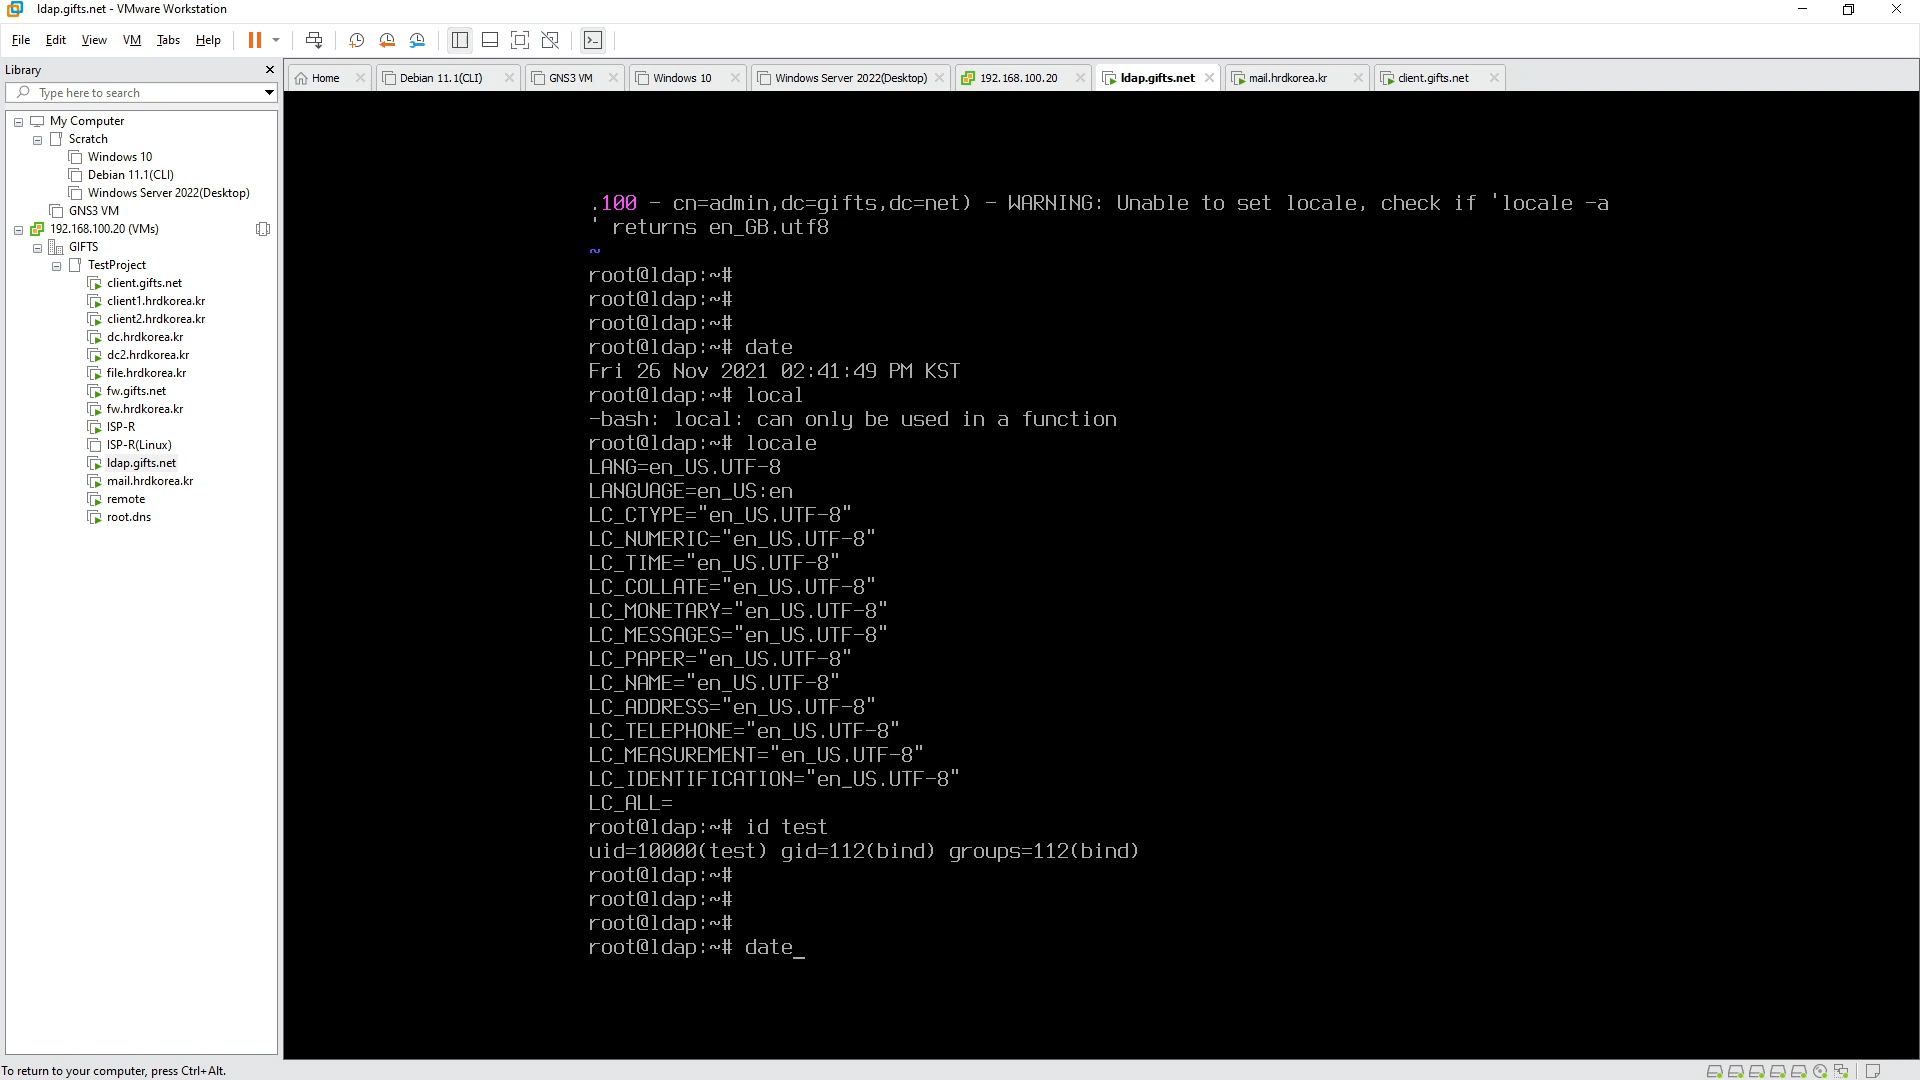 ldap.gifts.net - VMware Workstation
File Edit View VM Tabs Help
Library
Type here to search
My Computer
Scratch
Windows 10
Debian 11.1(CLI)
Windows Server 2022(Desktop)
GNS3 VM
192.168.100.20 (VMs)
GIFTS
TestProject
client.gifts.net
client1.hrdkorea.kr
client2.hrdkorea.kr
dc.hrdkorea.kr
dc2.hrdkorea.kr
file.hrdkorea.kr
fw.gifts.net
fw.hrdkorea.kr
ISP-R
ISP-R(Linux)
ldap.gifts.net
mail.hrdkorea.kr
remote
root.dns
Home Debian 11.1(CLI) GNS3 VM Windows 10 Windows Server 2022(Desktop) 192.168.100.20 ldap.gifts.net mail.hrdkorea.kr client.gifts.net
.100 - cn=admin,dc=gifts,dc=net) - WARNING: Unable to set locale, check if 'locale -a
' returns en_GB.utf8
~
root@ldap:~#
root@ldap:~#
root@ldap:~#
root@ldap:~# date
Fri 26 Nov 2021 02:41:49 PM KST
root@ldap:~# local
-bash: local: can only be used in a function
root@ldap:~# locale
LANG=en_US.UTF-8
LANGUAGE=en_US:en
LC_CTYPE="en_US.UTF-8"
LC_NUMERIC="en_US.UTF-8"
LC_TIME="en_US.UTF-8"
LC_COLLATE="en_US.UTF-8"
LC_MONETARY="en_US.UTF-8"
LC_MESSAGES="en_US.UTF-8"
LC_PAPER="en_US.UTF-8"
LC_NAME="en_US.UTF-8"
LC_ADDRESS="en_US.UTF-8"
LC_TELEPHONE="en_US.UTF-8"
LC_MEASUREMENT="en_US.UTF-8"
LC_IDENTIFICATION="en_US.UTF-8"
LC_ALL=
root@ldap:~# id test
uid=10000(test) gid=112(bind) groups=112(bind)
root@ldap:~#
root@ldap:~#
root@ldap:~#
root@ldap:~# date_
To return to your computer, press Ctrl+Alt.